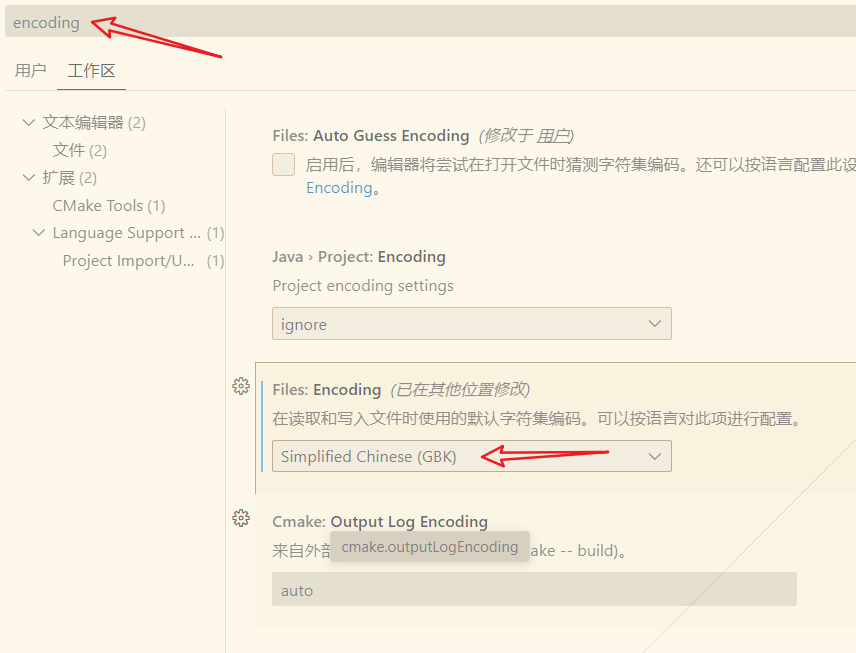 encoding
用户 工作区
文本编辑器 (2)
文件 (2)
扩展 (2)
CMake Tools (1)
Language Support ... (1)
Project Import/U... (1)
Files: Auto Guess Encoding (修改于 用户)
启用后，编辑器将尝试在打开文件时猜测字符集编码。还可以按语言配置此设
Encoding。
Java › Project: Encoding
Project encoding settings
ignore
Files: Encoding (已在其他位置修改)
在读取和写入文件时使用的默认字符集编码。可以按语言对此项进行配置。
Simplified Chinese (GBK)
Cmake: Output Log Encoding
来自外部
cmake.outputLogEncoding
ake -- build)。
auto